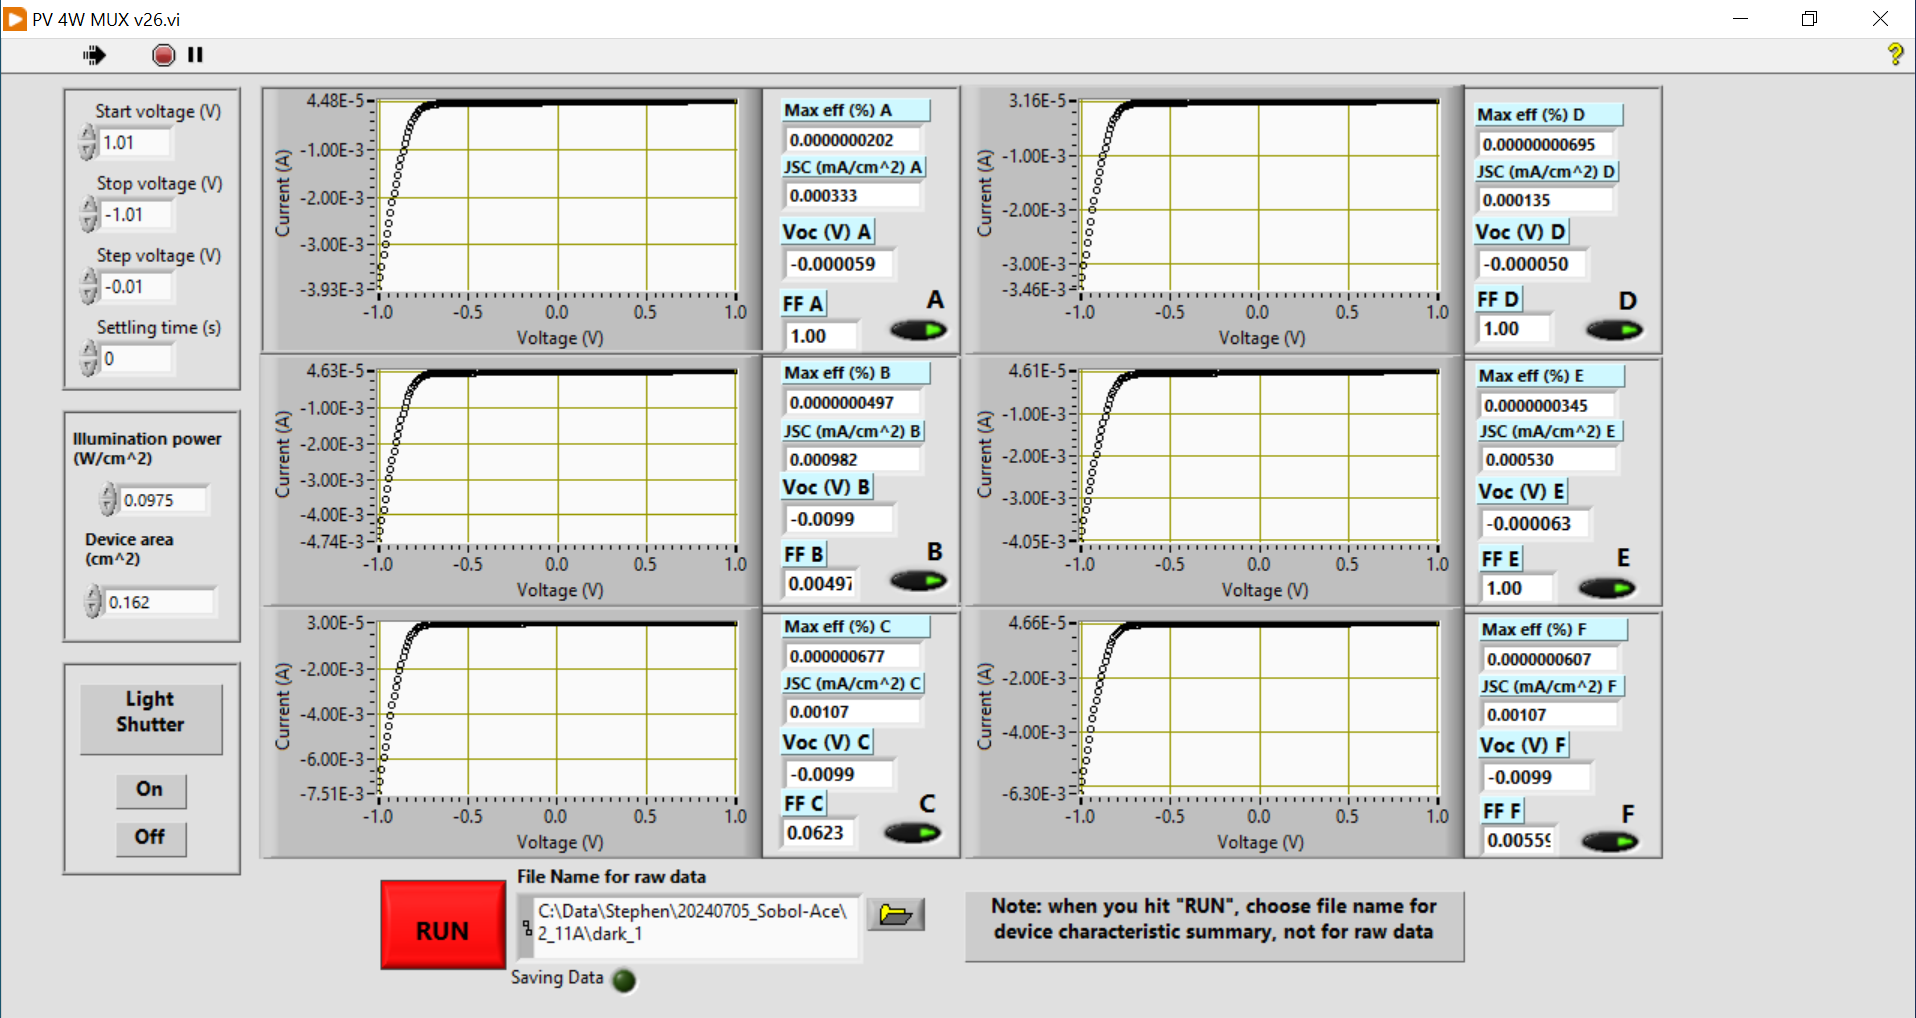 PV 4W MUX v26.vi
Start voltage (V)
1.01
Stop voltage (V)
-1.01
Step voltage (V)
-0.01
Settling time (s)
0
Illumination power
(W/cm^2)
0.0975
Device area
(cm^2)
0.162
Light
Shutter
On
Off
4.48E-5
-1.00E-3
-2.00E-3
-3.00E-3
-3.93E-3
Current (A)
-1.0 -0.5 0.0 0.5 1.0
Voltage (V)
Max eff (%) A
0.0000000202
JSC (mA/cm^2) A
0.000333
Voc (V) A
-0.000059
FF A
1.00
A
4.63E-5
-1.00E-3
-2.00E-3
-3.00E-3
-4.00E-3
-4.74E-3
Current (A)
-1.0 -0.5 0.0 0.5 1.0
Voltage (V)
Max eff (%) B
0.0000000497
JSC (mA/cm^2) B
0.000982
Voc (V) B
-0.0099
FF B
0.00497
B
3.00E-5
-2.00E-3
-4.00E-3
-6.00E-3
-7.51E-3
Current (A)
-1.0 -0.5 0.0 0.5 1.0
Voltage (V)
Max eff (%) C
0.000000677
JSC (mA/cm^2) C
0.00107
Voc (V) C
-0.0099
FF C
0.0623
C
3.16E-5
-1.00E-3
-2.00E-3
-3.00E-3
-3.46E-3
Current (A)
-1.0 -0.5 0.0 0.5 1.0
Voltage (V)
Max eff (%) D
0.00000000695
JSC (mA/cm^2) D
0.000135
Voc (V) D
-0.000050
FF D
1.00
D
4.61E-5
-1.00E-3
-2.00E-3
-3.00E-3
-4.05E-3
Current (A)
-1.0 -0.5 0.0 0.5 1.0
Voltage (V)
Max eff (%) E
0.0000000345
JSC (mA/cm^2) E
0.000530
Voc (V) E
-0.000063
FF E
1.00
E
4.66E-5
-2.00E-3
-4.00E-3
-6.30E-3
Current (A)
-1.0 -0.5 0.0 0.5 1.0
Voltage (V)
Max eff (%) F
0.0000000607
JSC (mA/cm^2) F
0.00107
Voc (V) F
-0.0099
FF F
0.00559
F
RUN
File Name for raw data
C:\Data\Stephen\20240705_Sobol-Ace\
2_11A\dark_1
Saving Data
Note: when you hit "RUN", choose file name for
device characteristic summary, not for raw data